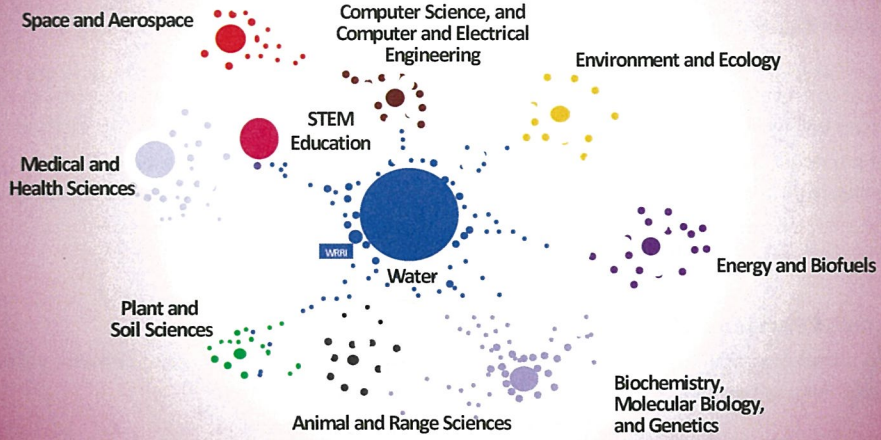 Space and Aerospace
Computer Science, and
Computer and Electrical
Engineering
Environment and Ecology
STEM
Education
Medical and
Health Sciences
WRRI
Water
Energy and Biofuels
Plant and
Soil Sciences
Animal and Range Sciences
Biochemistry,
Molecular Biology,
and Genetics